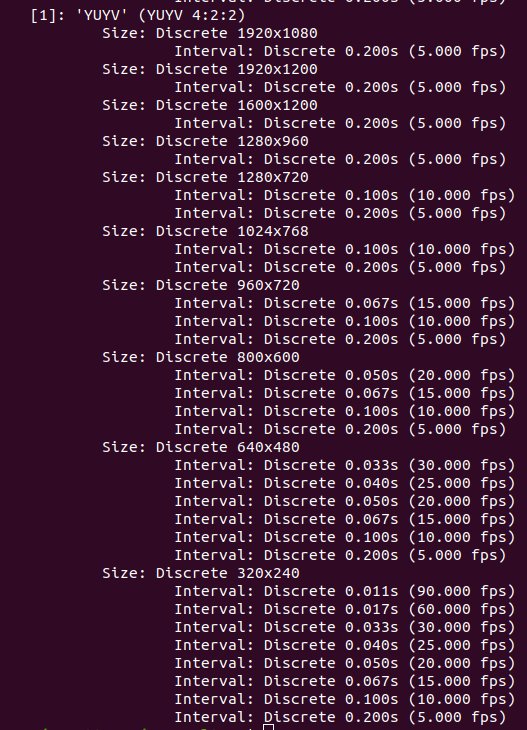 [1]: 'YUYV' (YUYV 4:2:2)
Size: Discrete 1920x1080
Interval: Discrete 0.200s (5.000 fps)
Size: Discrete 1920x1200
Interval: Discrete 0.200s (5.000 fps)
Size: Discrete 1600x1200
Interval: Discrete 0.200s (5.000 fps)
Size: Discrete 1280x960
Interval: Discrete 0.200s (5.000 fps)
Size: Discrete 1280x720
Interval: Discrete 0.100s (10.000 fps)
Interval: Discrete 0.200s (5.000 fps)
Size: Discrete 1024x768
Interval: Discrete 0.100s (10.000 fps)
Interval: Discrete 0.200s (5.000 fps)
Size: Discrete 960x720
Interval: Discrete 0.067s (15.000 fps)
Interval: Discrete 0.100s (10.000 fps)
Interval: Discrete 0.200s (5.000 fps)
Size: Discrete 800x600
Interval: Discrete 0.050s (20.000 fps)
Interval: Discrete 0.067s (15.000 fps)
Interval: Discrete 0.100s (10.000 fps)
Interval: Discrete 0.200s (5.000 fps)
Size: Discrete 640x480
Interval: Discrete 0.033s (30.000 fps)
Interval: Discrete 0.040s (25.000 fps)
Interval: Discrete 0.050s (20.000 fps)
Interval: Discrete 0.067s (15.000 fps)
Interval: Discrete 0.100s (10.000 fps)
Interval: Discrete 0.200s (5.000 fps)
Size: Discrete 320x240
Interval: Discrete 0.011s (90.000 fps)
Interval: Discrete 0.017s (60.000 fps)
Interval: Discrete 0.033s (30.000 fps)
Interval: Discrete 0.040s (25.000 fps)
Interval: Discrete 0.050s (20.000 fps)
Interval: Discrete 0.067s (15.000 fps)
Interval: Discrete 0.100s (10.000 fps)
Interval: Discrete 0.200s (5.000 fps)